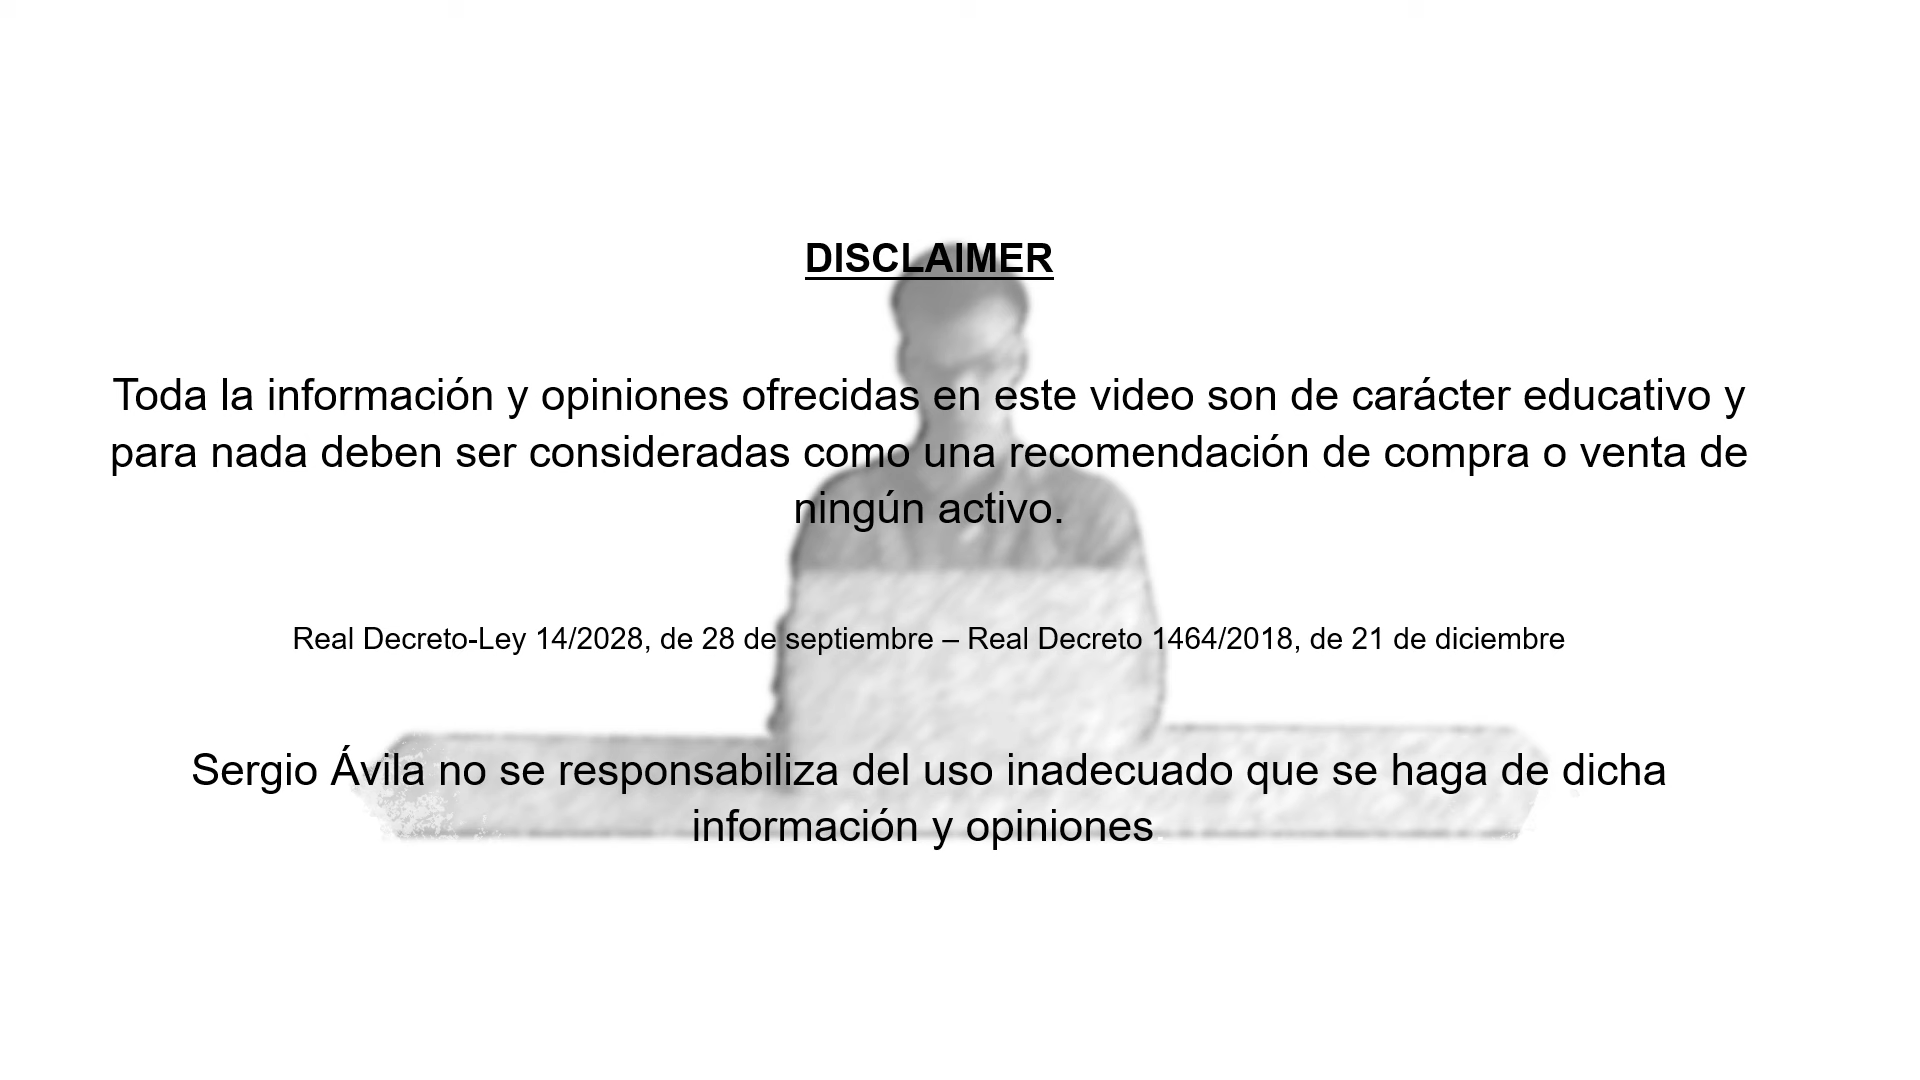 DISCLAIMER
Toda la información y opiniones ofrecidas en este video son de carácter educativo y
para nada deben ser consideradas como una recomendación de compra o venta de
ningún activo.
Real Decreto-Ley 14/2028, de 28 de septiembre – Real Decreto 1464/2018, de 21 de diciembre
Sergio Ávila no se responsabiliza del uso inadecuado que se haga de dicha
información y opiniones